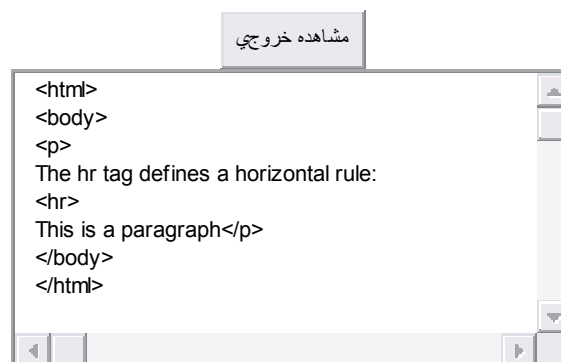 مشاهده خروجي
<html>
<body>
<p>
The hr tag defines a horizontal rule:
<hr>
This is a paragraph</p>
</body>
</html>